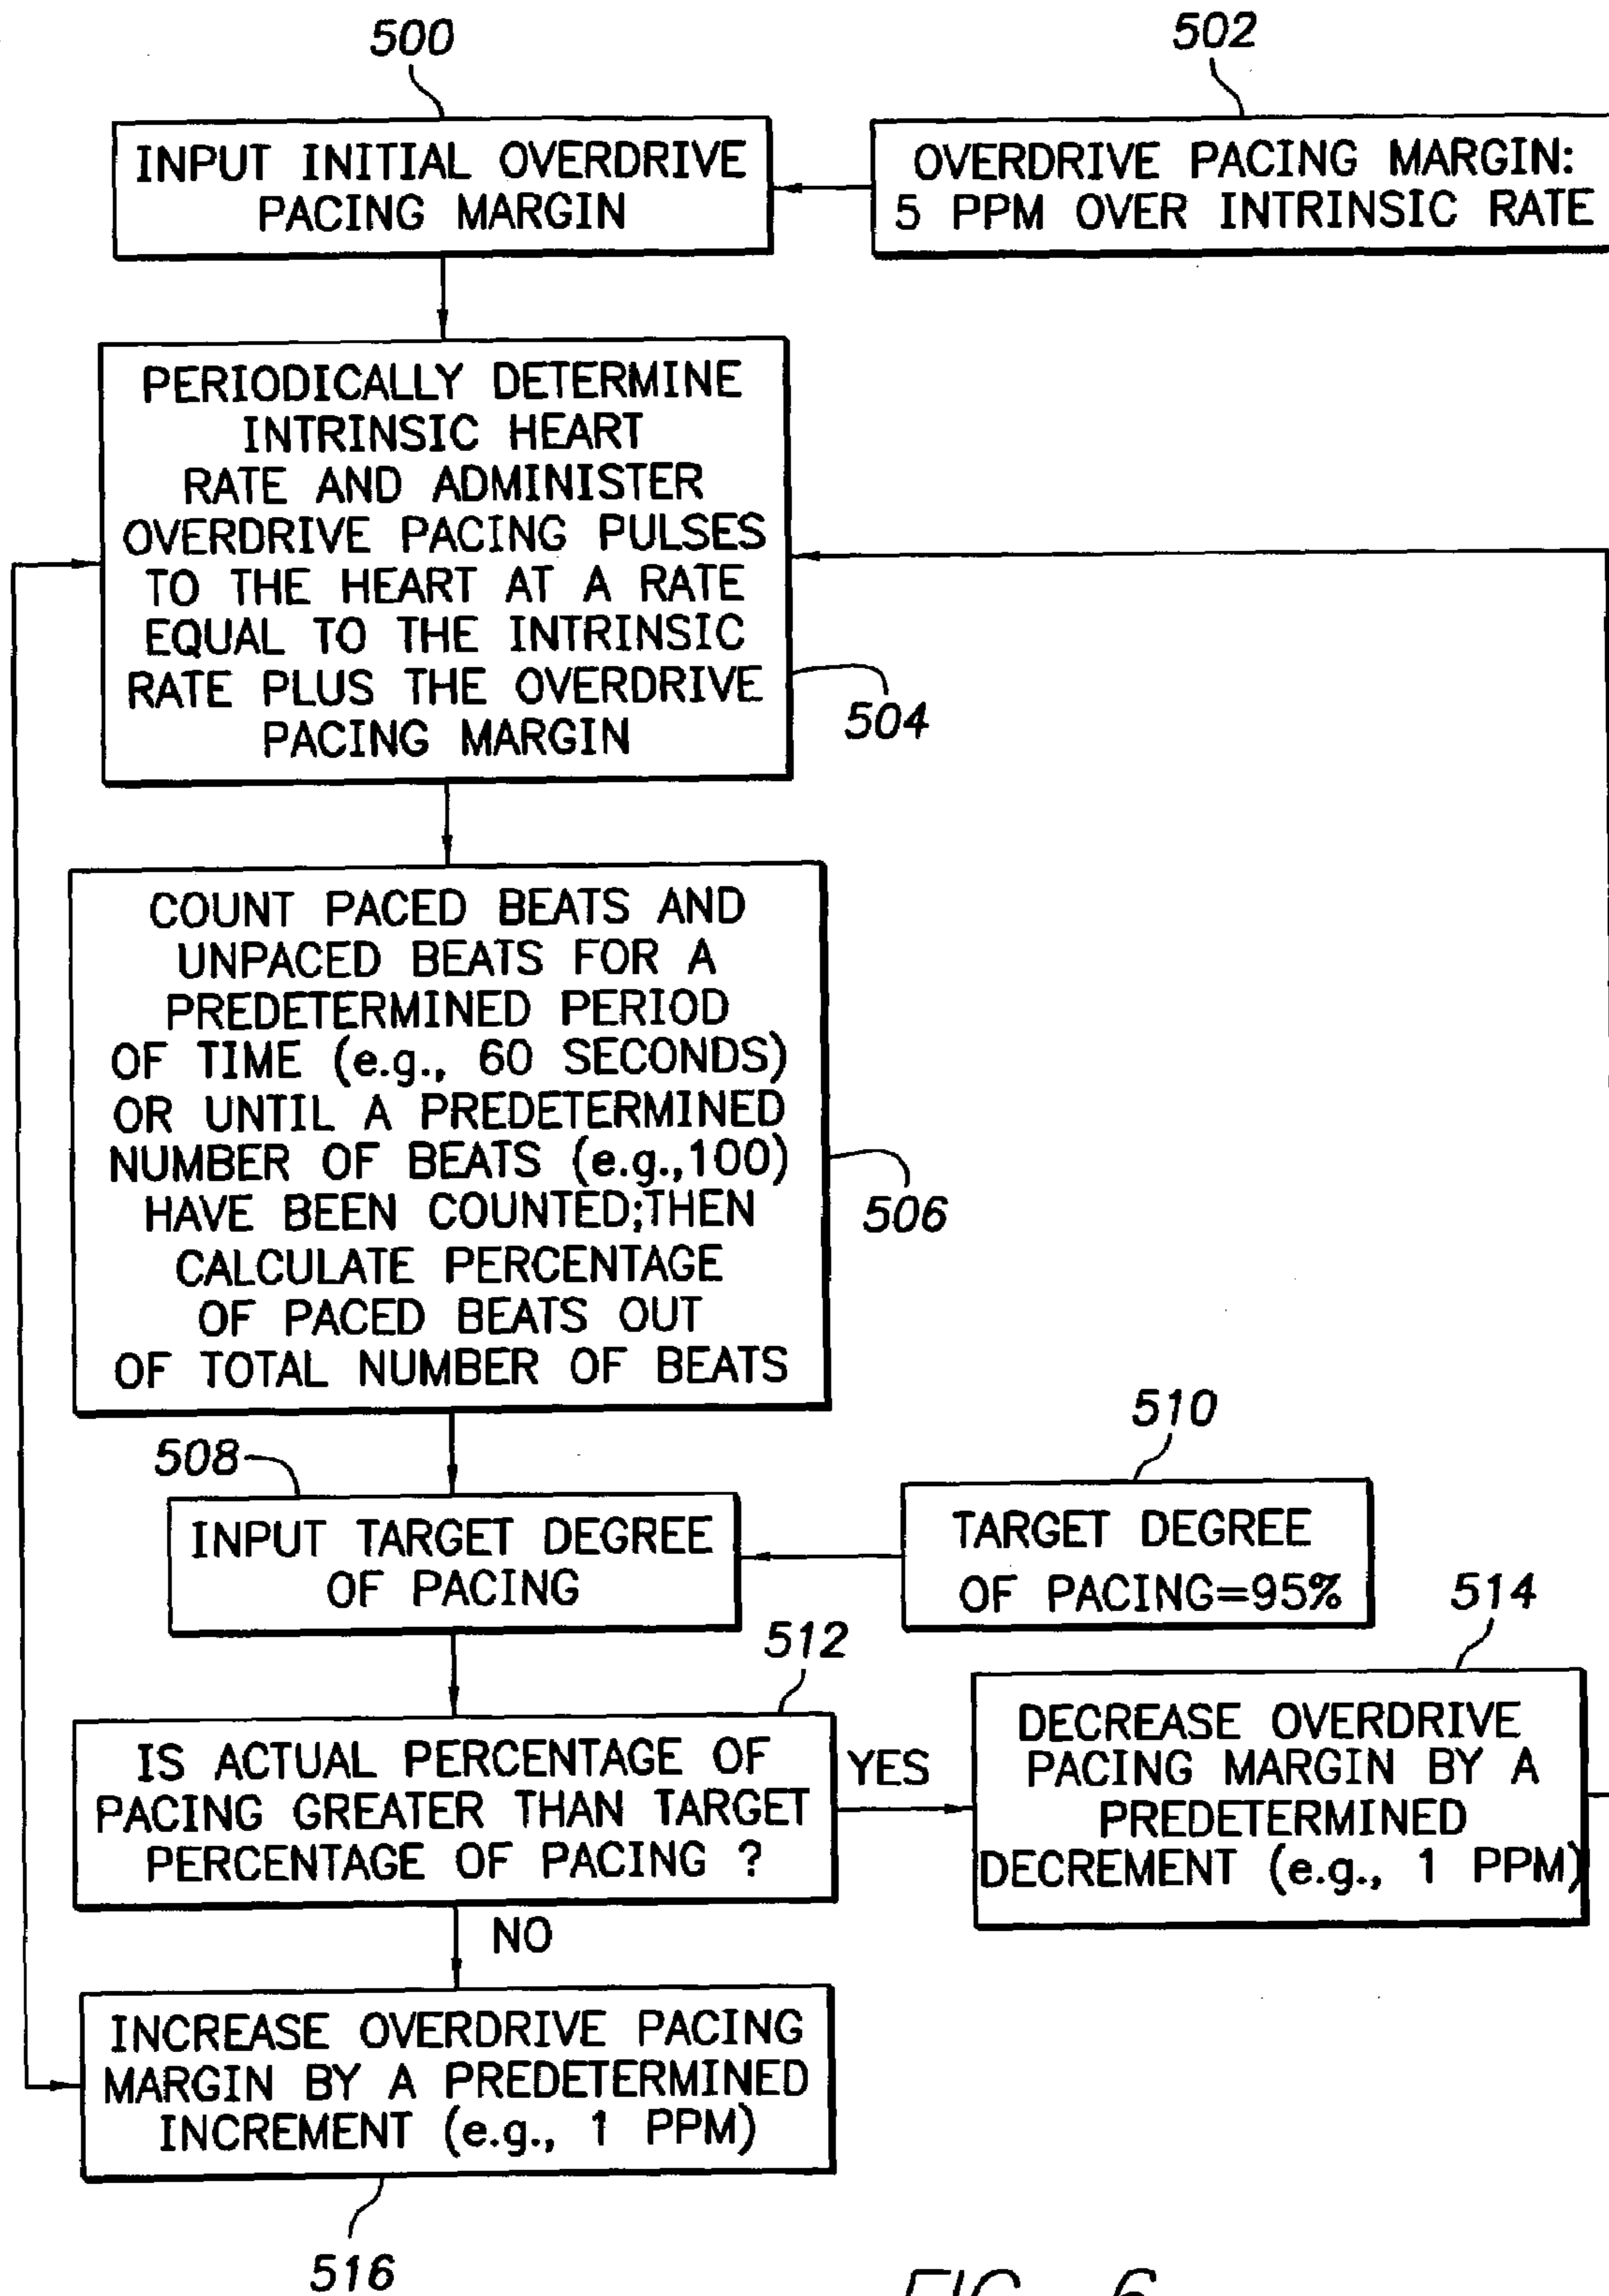 500
502
INPUT INITIAL OVERDRIVE
PACING MARGIN
OVERDRIVE PACING MARGIN:
5 PPM OVER INTRINSIC RATE
PERIODICALLY DETERMINE
INTRINSIC HEART
RATE AND ADMINISTER
OVERDRIVE PACING PULSES
TO THE HEART AT A RATE
EQUAL TO THE INTRINSIC
RATE PLUS THE OVERDRIVE
PACING MARGIN
504
COUNT PACED BEATS AND
UNPACED BEATS FOR A
PREDETERMINED PERIOD
OF TIME (e.g., 60 SECONDS)
OR UNTIL A PREDETERMINED
NUMBER OF BEATS (e.g.,100)
HAVE BEEN COUNTED;THEN
CALCULATE PERCENTAGE
OF PACED BEATS OUT
OF TOTAL NUMBER OF BEATS
506
508
INPUT TARGET DEGREE
OF PACING
510
TARGET DEGREE
OF PACING=95%
512
IS ACTUAL PERCENTAGE OF
PACING GREATER THAN TARGET
PERCENTAGE OF PACING ?
YES
514
DECREASE OVERDRIVE
PACING MARGIN BY A
PREDETERMINED
DECREMENT (e.g., 1 PPM)
NO
INCREASE OVERDRIVE PACING
MARGIN BY A PREDETERMINED
INCREMENT (e.g., 1 PPM)
516
FIG. 6